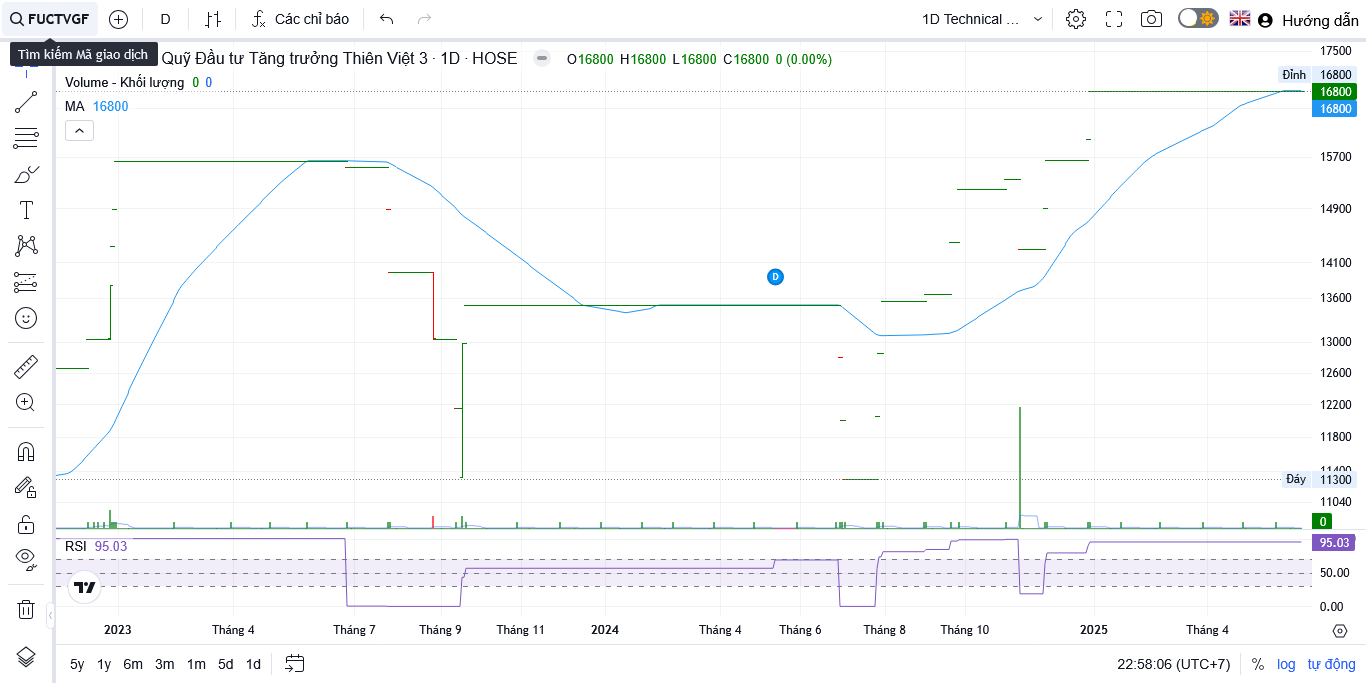 FUCTVGF D Các chỉ báo 1D Technical ... Hướng dẫn
Tìm kiếm Mã giao dịch
Quỹ Đầu tư Tăng trưởng Thiên Việt 3 · 1D · HOSE O16800 H16800 L16800 C16800 0 (0.00%)
Volume - Khối lượng 0 0
MA 16800
17500
Đỉnh 16800
16800
16800
15700
14900
14100
D
13600
13000
12600
12200
11800
11400
Đáy 11300
11040
0
RSI 95.03
95.03
50.00
0.00
2023 Tháng 4 Tháng 7 Tháng 9 Tháng 11 2024 Tháng 4 Tháng 6 Tháng 8 Tháng 10 2025 Tháng 4
5y 1y 6m 3m 1m 5d 1d 22:58:06 (UTC+7) % log tự động